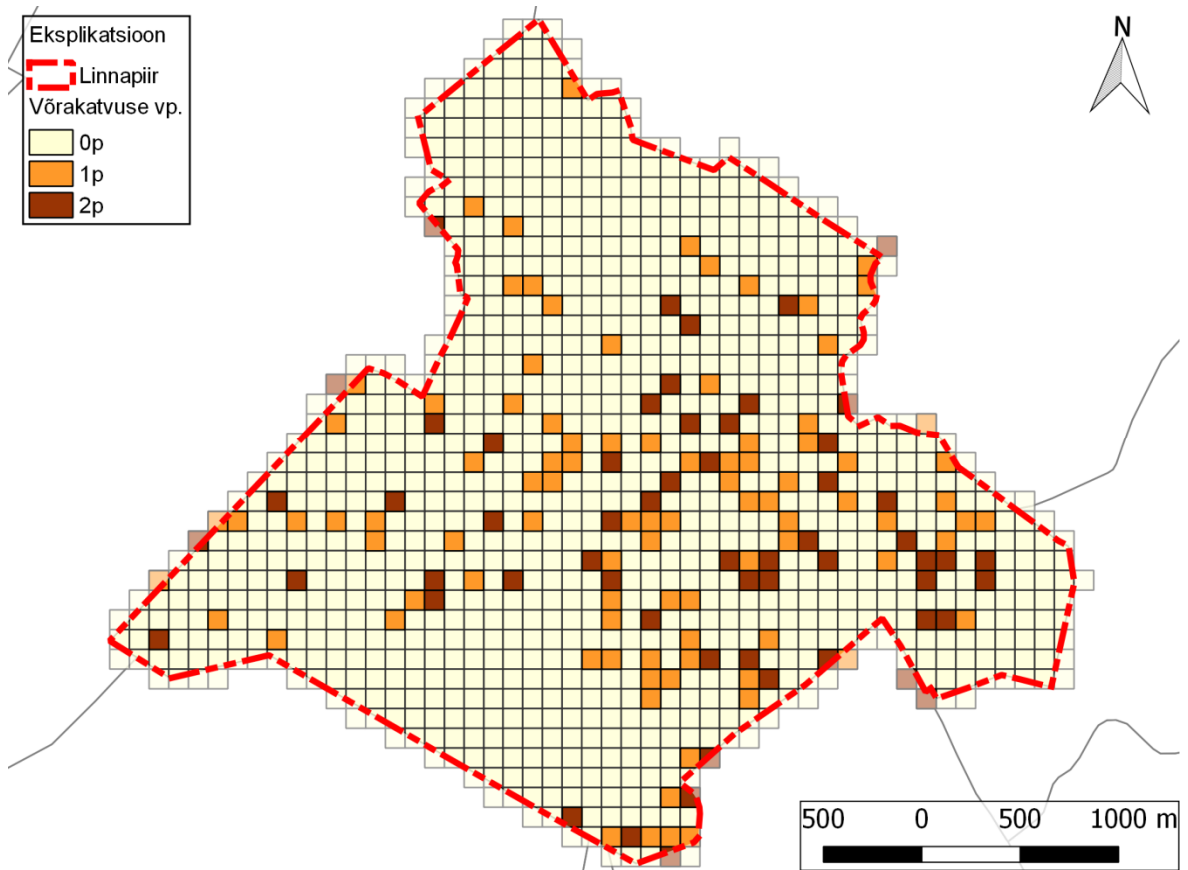 Eksplikatsioon
Linnapiir
Võrakatvuse vp.
0p
1p
2p
N
500 0 500 1000 m